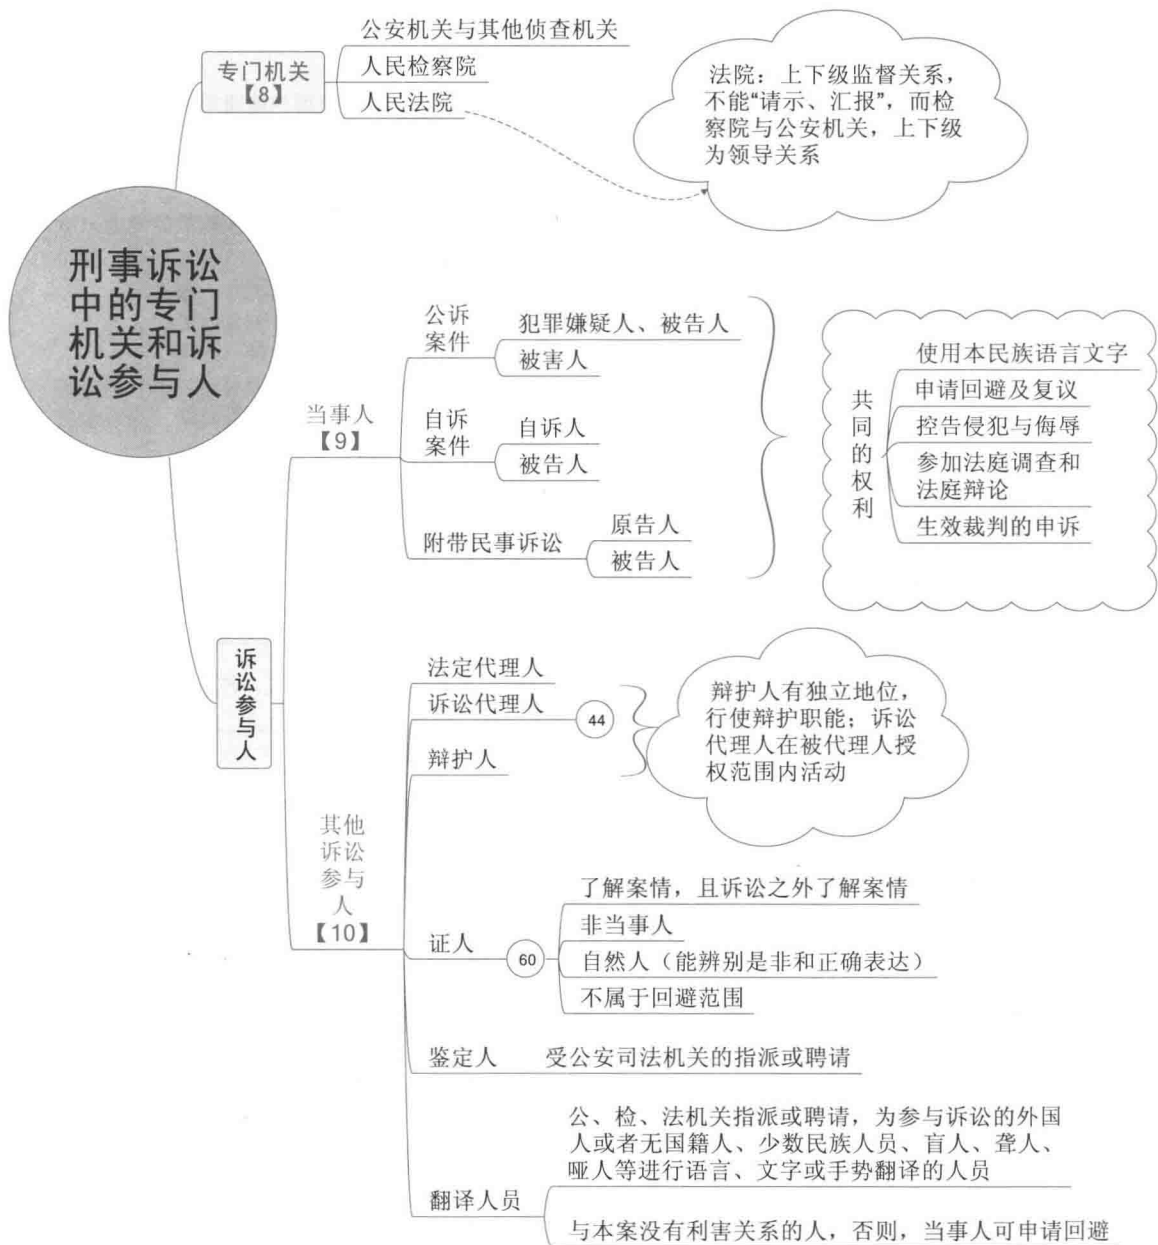 刑事诉讼
中的专门
机关和诉
讼参与人
专门机关
【8】
公安机关与其他侦查机关
人民检察院
人民法院
法院：上下级监督关系，
不能“请示、汇报”，而检
察院与公安机关，上下级
为领导关系
诉
讼
参
与
人
当事人
【9】
公诉
案件
犯罪嫌疑人、被告人
被害人
自诉
案件
自诉人
被告人
附带民事诉讼
原告人
被告人
共
同
的
权
利
使用本民族语言文字
申请回避及复议
控告侵犯与侮辱
参加法庭调查和
法庭辩论
生效裁判的申诉
其他
诉讼
参与
人
【10】
法定代理人
诉讼代理人
44
辩护人
辩护人有独立地位，
行使辩护职能；诉讼
代理人在被代理人授
权范围内活动
证人
60
了解案情，且诉讼之外了解案情
非当事人
自然人（能辨别是非和正确表达）
不属于回避范围
鉴定人
受公安司法机关的指派或聘请
翻译人员
公、检、法机关指派或聘请，为参与诉讼的外国
人或者无国籍人、少数民族人员、盲人、聋人、
哑人等进行语言、文字或手势翻译的人员
与本案没有利害关系的人，否则，当事人可申请回避